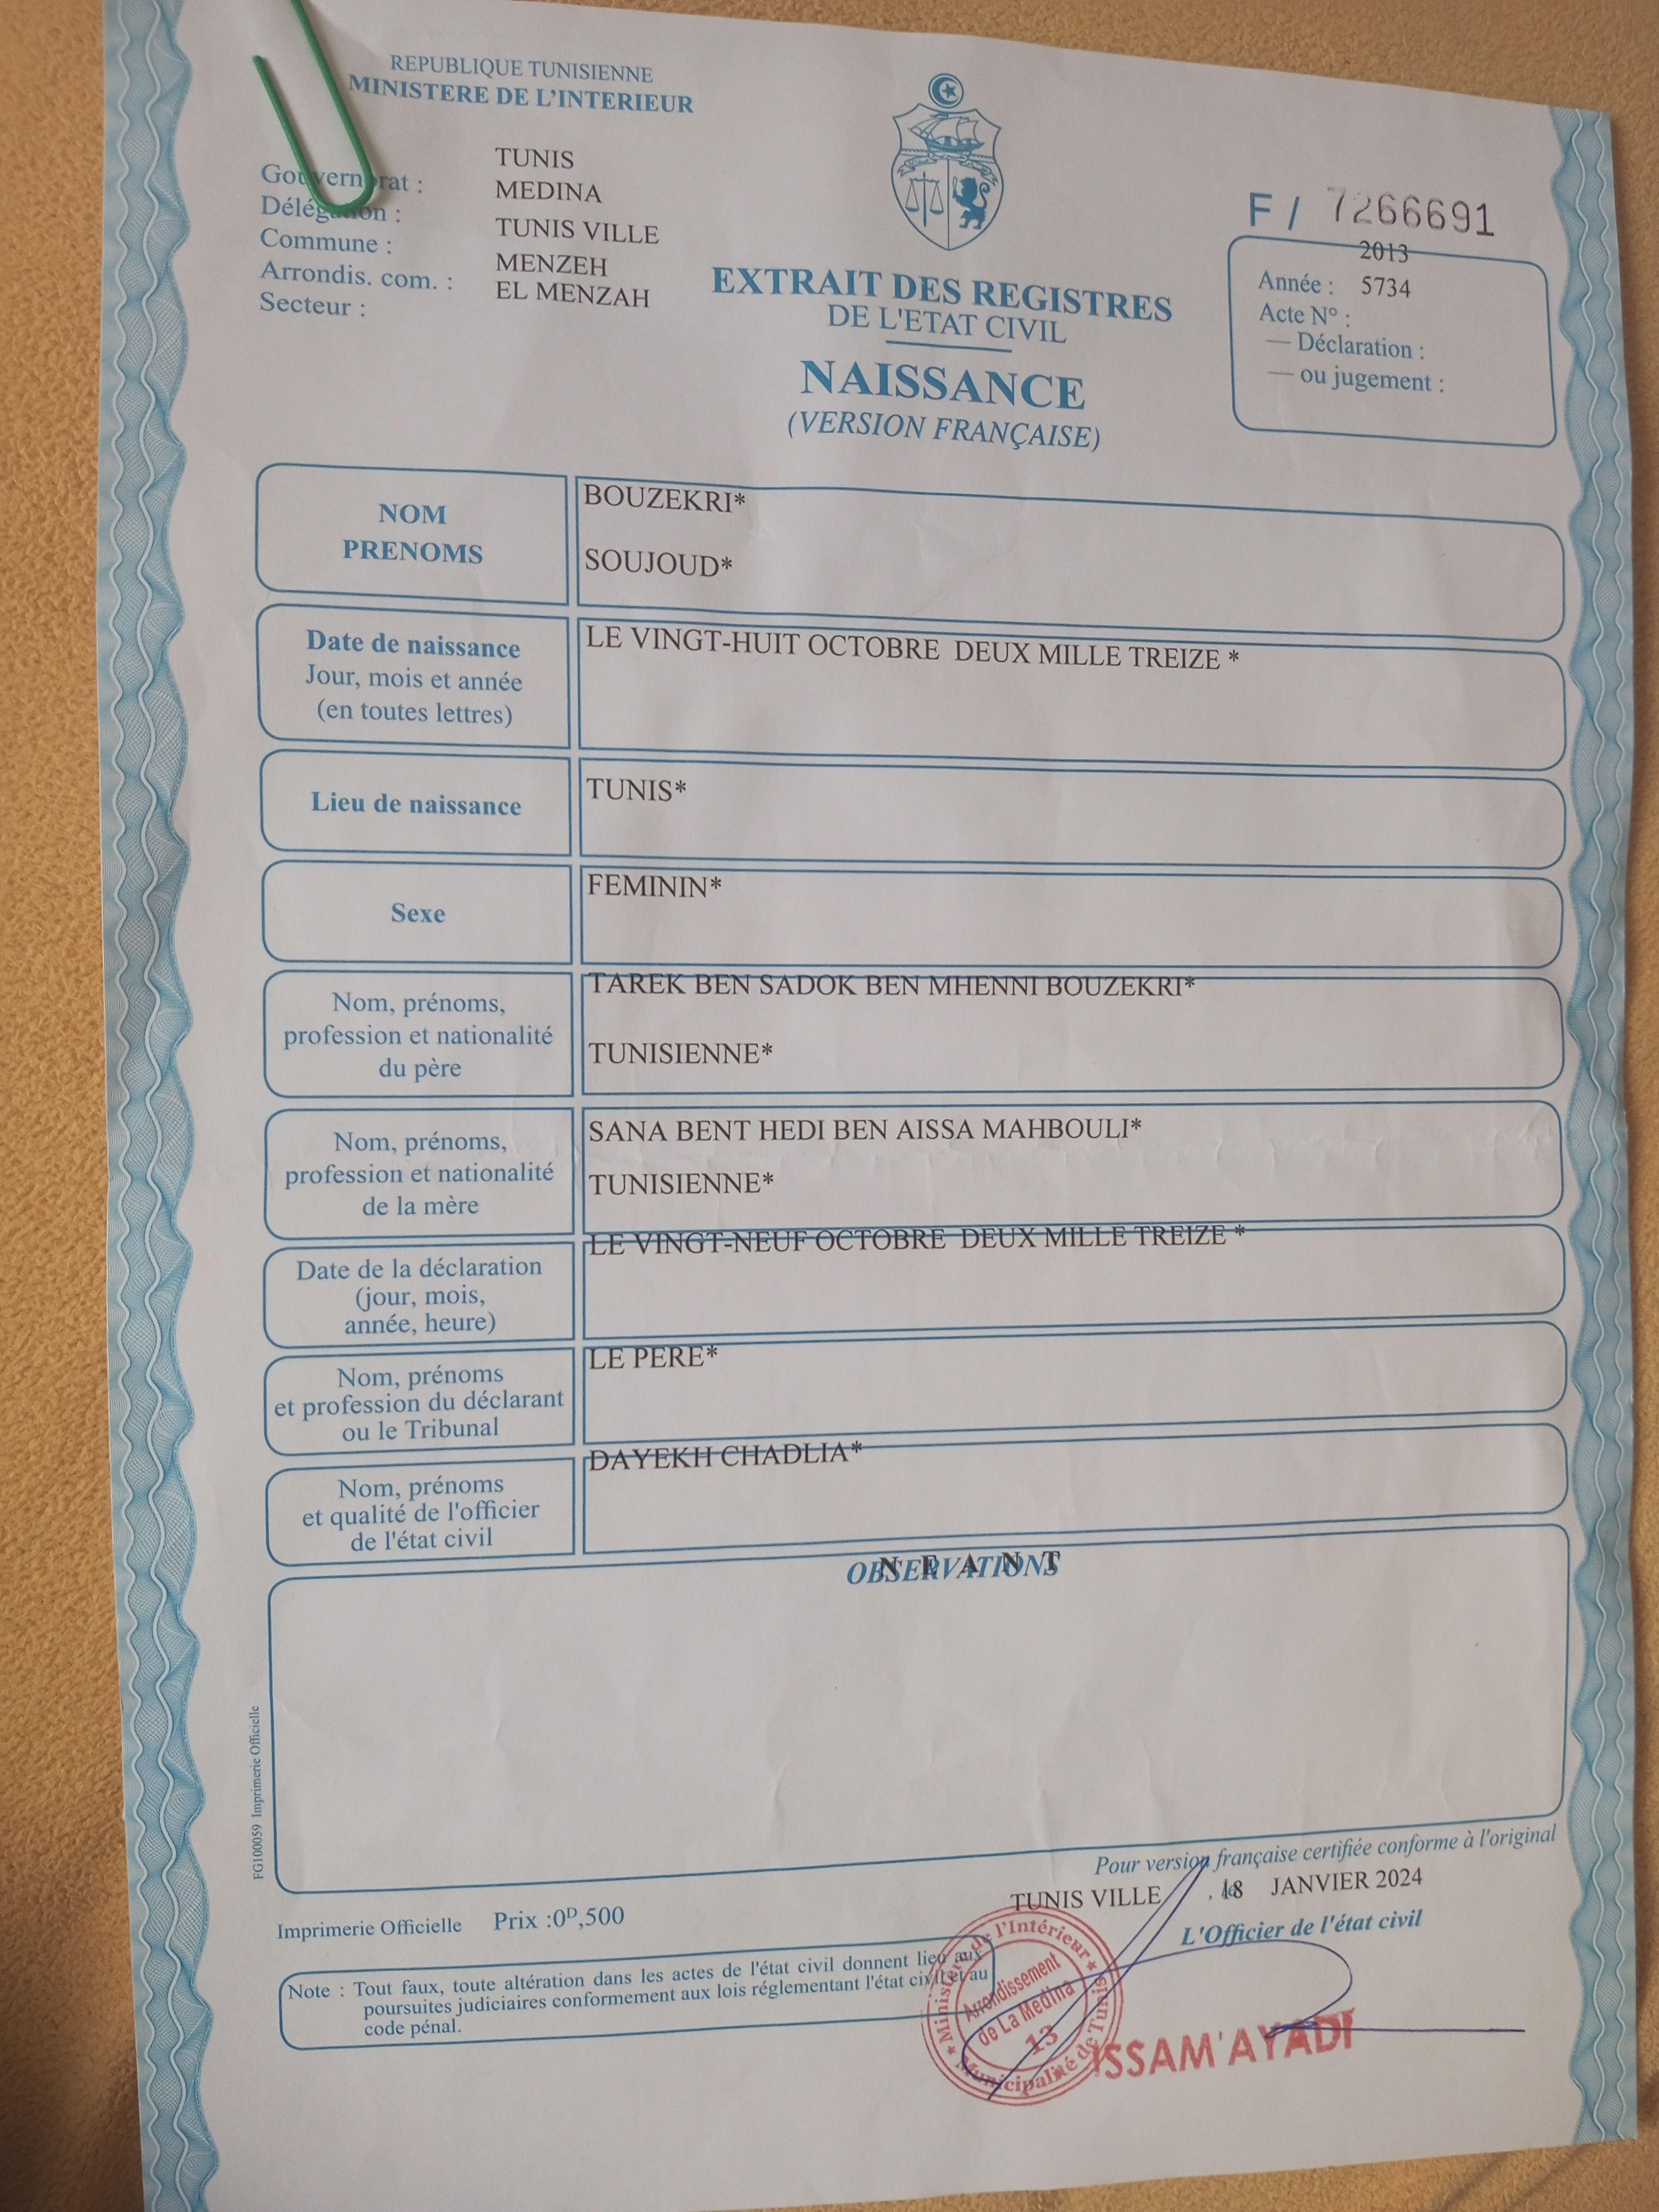 REPUBLIQUE TUNISIENNE
MINISTERE DE L'INTERIEUR
Gouvernorat : TUNIS
Délégation : MEDINA
Commune : TUNIS VILLE
Arrondis. com. : MENZEH
Secteur : EL MENZAH
EXTRAIT DES REGISTRES
DE L'ETAT CIVIL
NAISSANCE
(VERSION FRANÇAISE)
F / 7266691
2013
Année : 5734
Acte N° :
— Déclaration :
— ou jugement :
NOM
PRENOMS
BOUZEKRI*
SOUJOUD*
Date de naissance
Jour, mois et année
(en toutes lettres)
LE VINGT-HUIT OCTOBRE DEUX MILLE TREIZE *
Lieu de naissance
TUNIS*
Sexe
FEMININ*
Nom, prénoms,
profession et nationalité
du père
TAREK BEN SADOK BEN MHENNI BOUZEKRI*
TUNISIENNE*
Nom, prénoms,
profession et nationalité
de la mère
SANA BENT HEDI BEN AISSA MAHBOULI*
TUNISIENNE*
Date de la déclaration
(jour, mois,
année, heure)
LE VINGT-NEUF OCTOBRE DEUX MILLE TREIZE *
Nom, prénoms
et profession du déclarant
ou le Tribunal
LE PERE*
Nom, prénoms
et qualité de l'officier
de l'état civil
DAYEKH CHADLIA*
OBSERVATIONS
N E A N T
FG100059 Imprimerie Officielle
Pour version française certifiée conforme à l'original
TUNIS VILLE , le 18 JANVIER 2024
L'Officier de l'état civil
Imprimerie Officielle Prix :0D,500
Note : Tout faux, toute altération dans les actes de l'état civil donnent lieu aux
poursuites judiciaires conformement aux lois réglementant l'état civil et au
code pénal.
Ministère de l'Intérieur
Arrondissement
de La Medina
13
Municipalité de Tunis
ISSAM AYADI